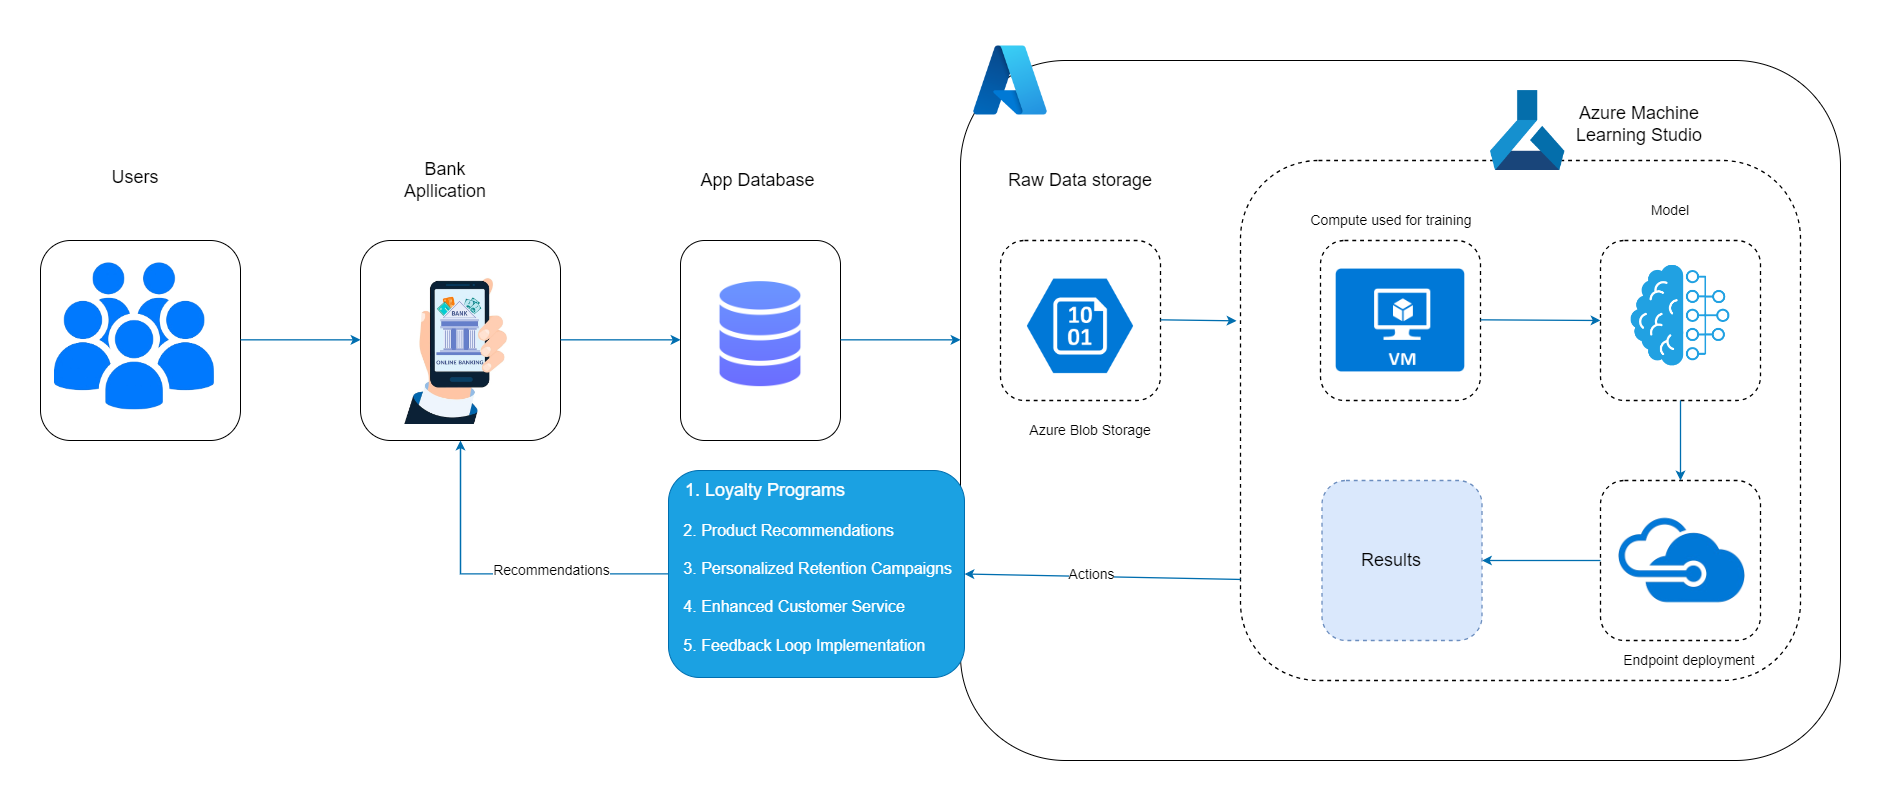 Azure Machine
Learning Studio
Users
Bank
Apllication
App Database
Raw Data storage
Compute used for training
Model
BANK
ONLINE BANKING
10
01
VM
Azure Blob Storage
1. Loyalty Programs
2. Product Recommendations
3. Personalized Retention Campaigns
4. Enhanced Customer Service
5. Feedback Loop Implementation
Recommendations
Actions
Results
Endpoint deployment